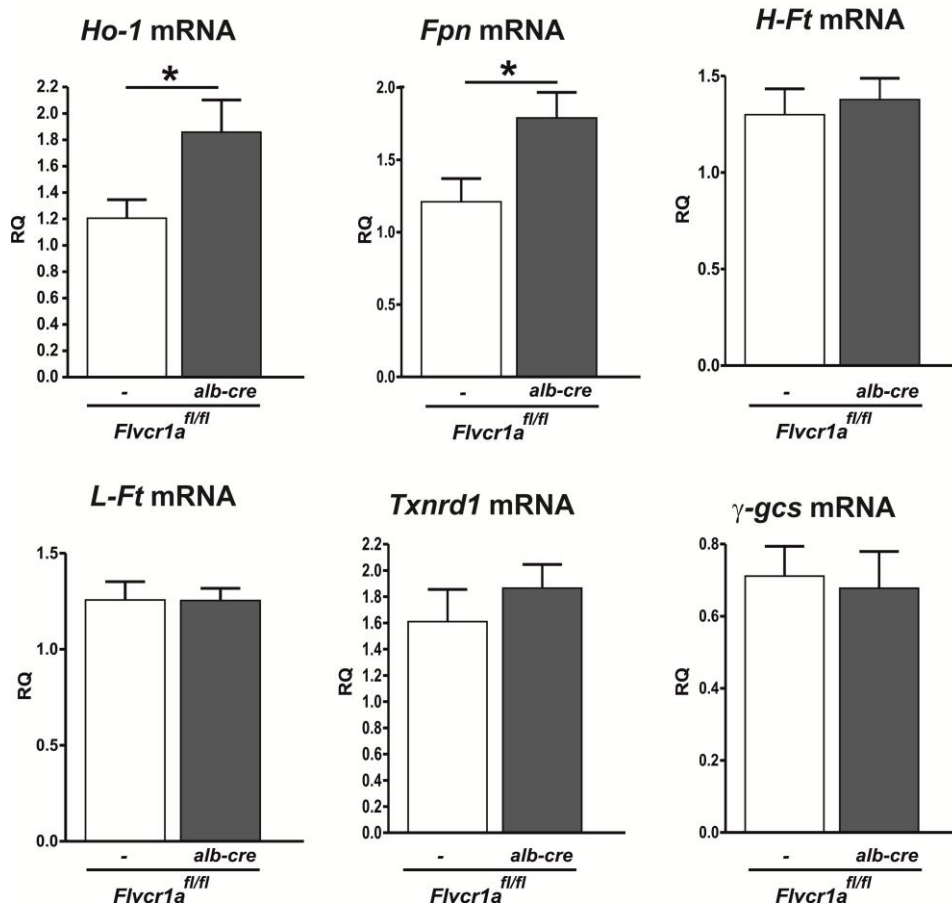 Ho-1 mRNA
*
RQ
2.2
2.0
1.8
1.6
1.4
1.2
1.0
0.8
0.6
0.4
0.2
0.0
- alb-cre
Flvcr1a fl/fl
Fpn mRNA
*
RQ
2.0
1.5
1.0
0.5
0.0
- alb-cre
Flvcr1a fl/fl
H-Ft mRNA
RQ
1.5
1.0
0.5
0.0
- alb-cre
Flvcr1a fl/fl
L-Ft mRNA
RQ
1.5
1.0
0.5
0.0
- alb-cre
Flvcr1a fl/fl
Txnrd1 mRNA
RQ
2.2
2.0
1.8
1.6
1.4
1.2
1.0
0.8
0.6
0.4
0.2
0.0
- alb-cre
Flvcr1a fl/fl
γ-gcs mRNA
RQ
0.8
0.6
0.4
0.2
0.0
- alb-cre
Flvcr1a fl/fl